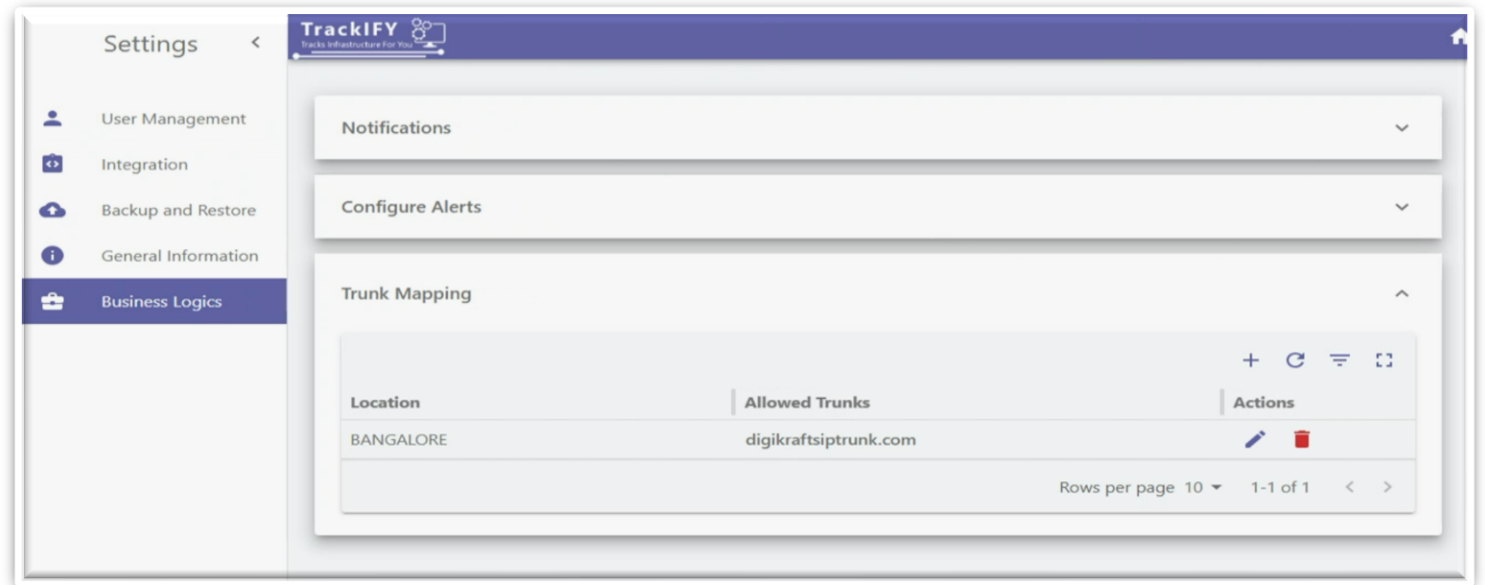 Settings
TrackIFY
Tracks Infrastructure For You
User Management
Integration
Backup and Restore
General Information
Business Logics
Notifications
Configure Alerts
Trunk Mapping
Location Allowed Trunks Actions
BANGALORE digikraftsiptrunk.com
Rows per page 10 1-1 of 1